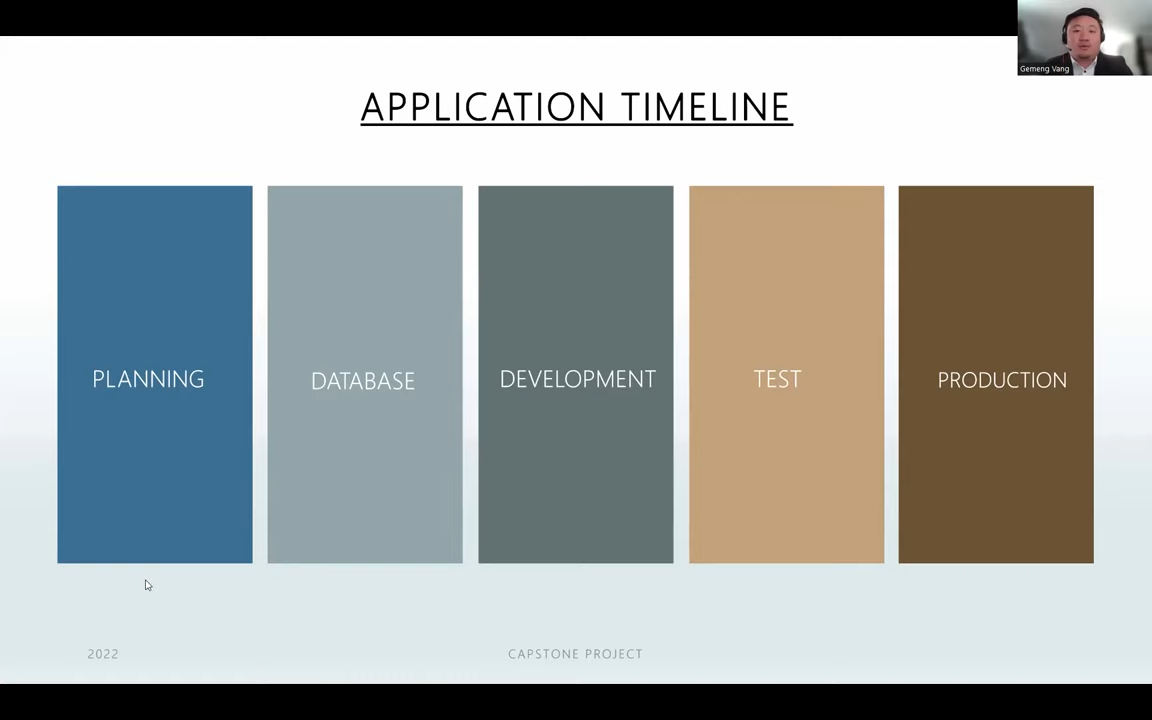 Gemeng Vang
APPLICATION TIMELINE
PLANNING
DATABASE
DEVELOPMENT
TEST
PRODUCTION
2022
CAPSTONE PROJECT